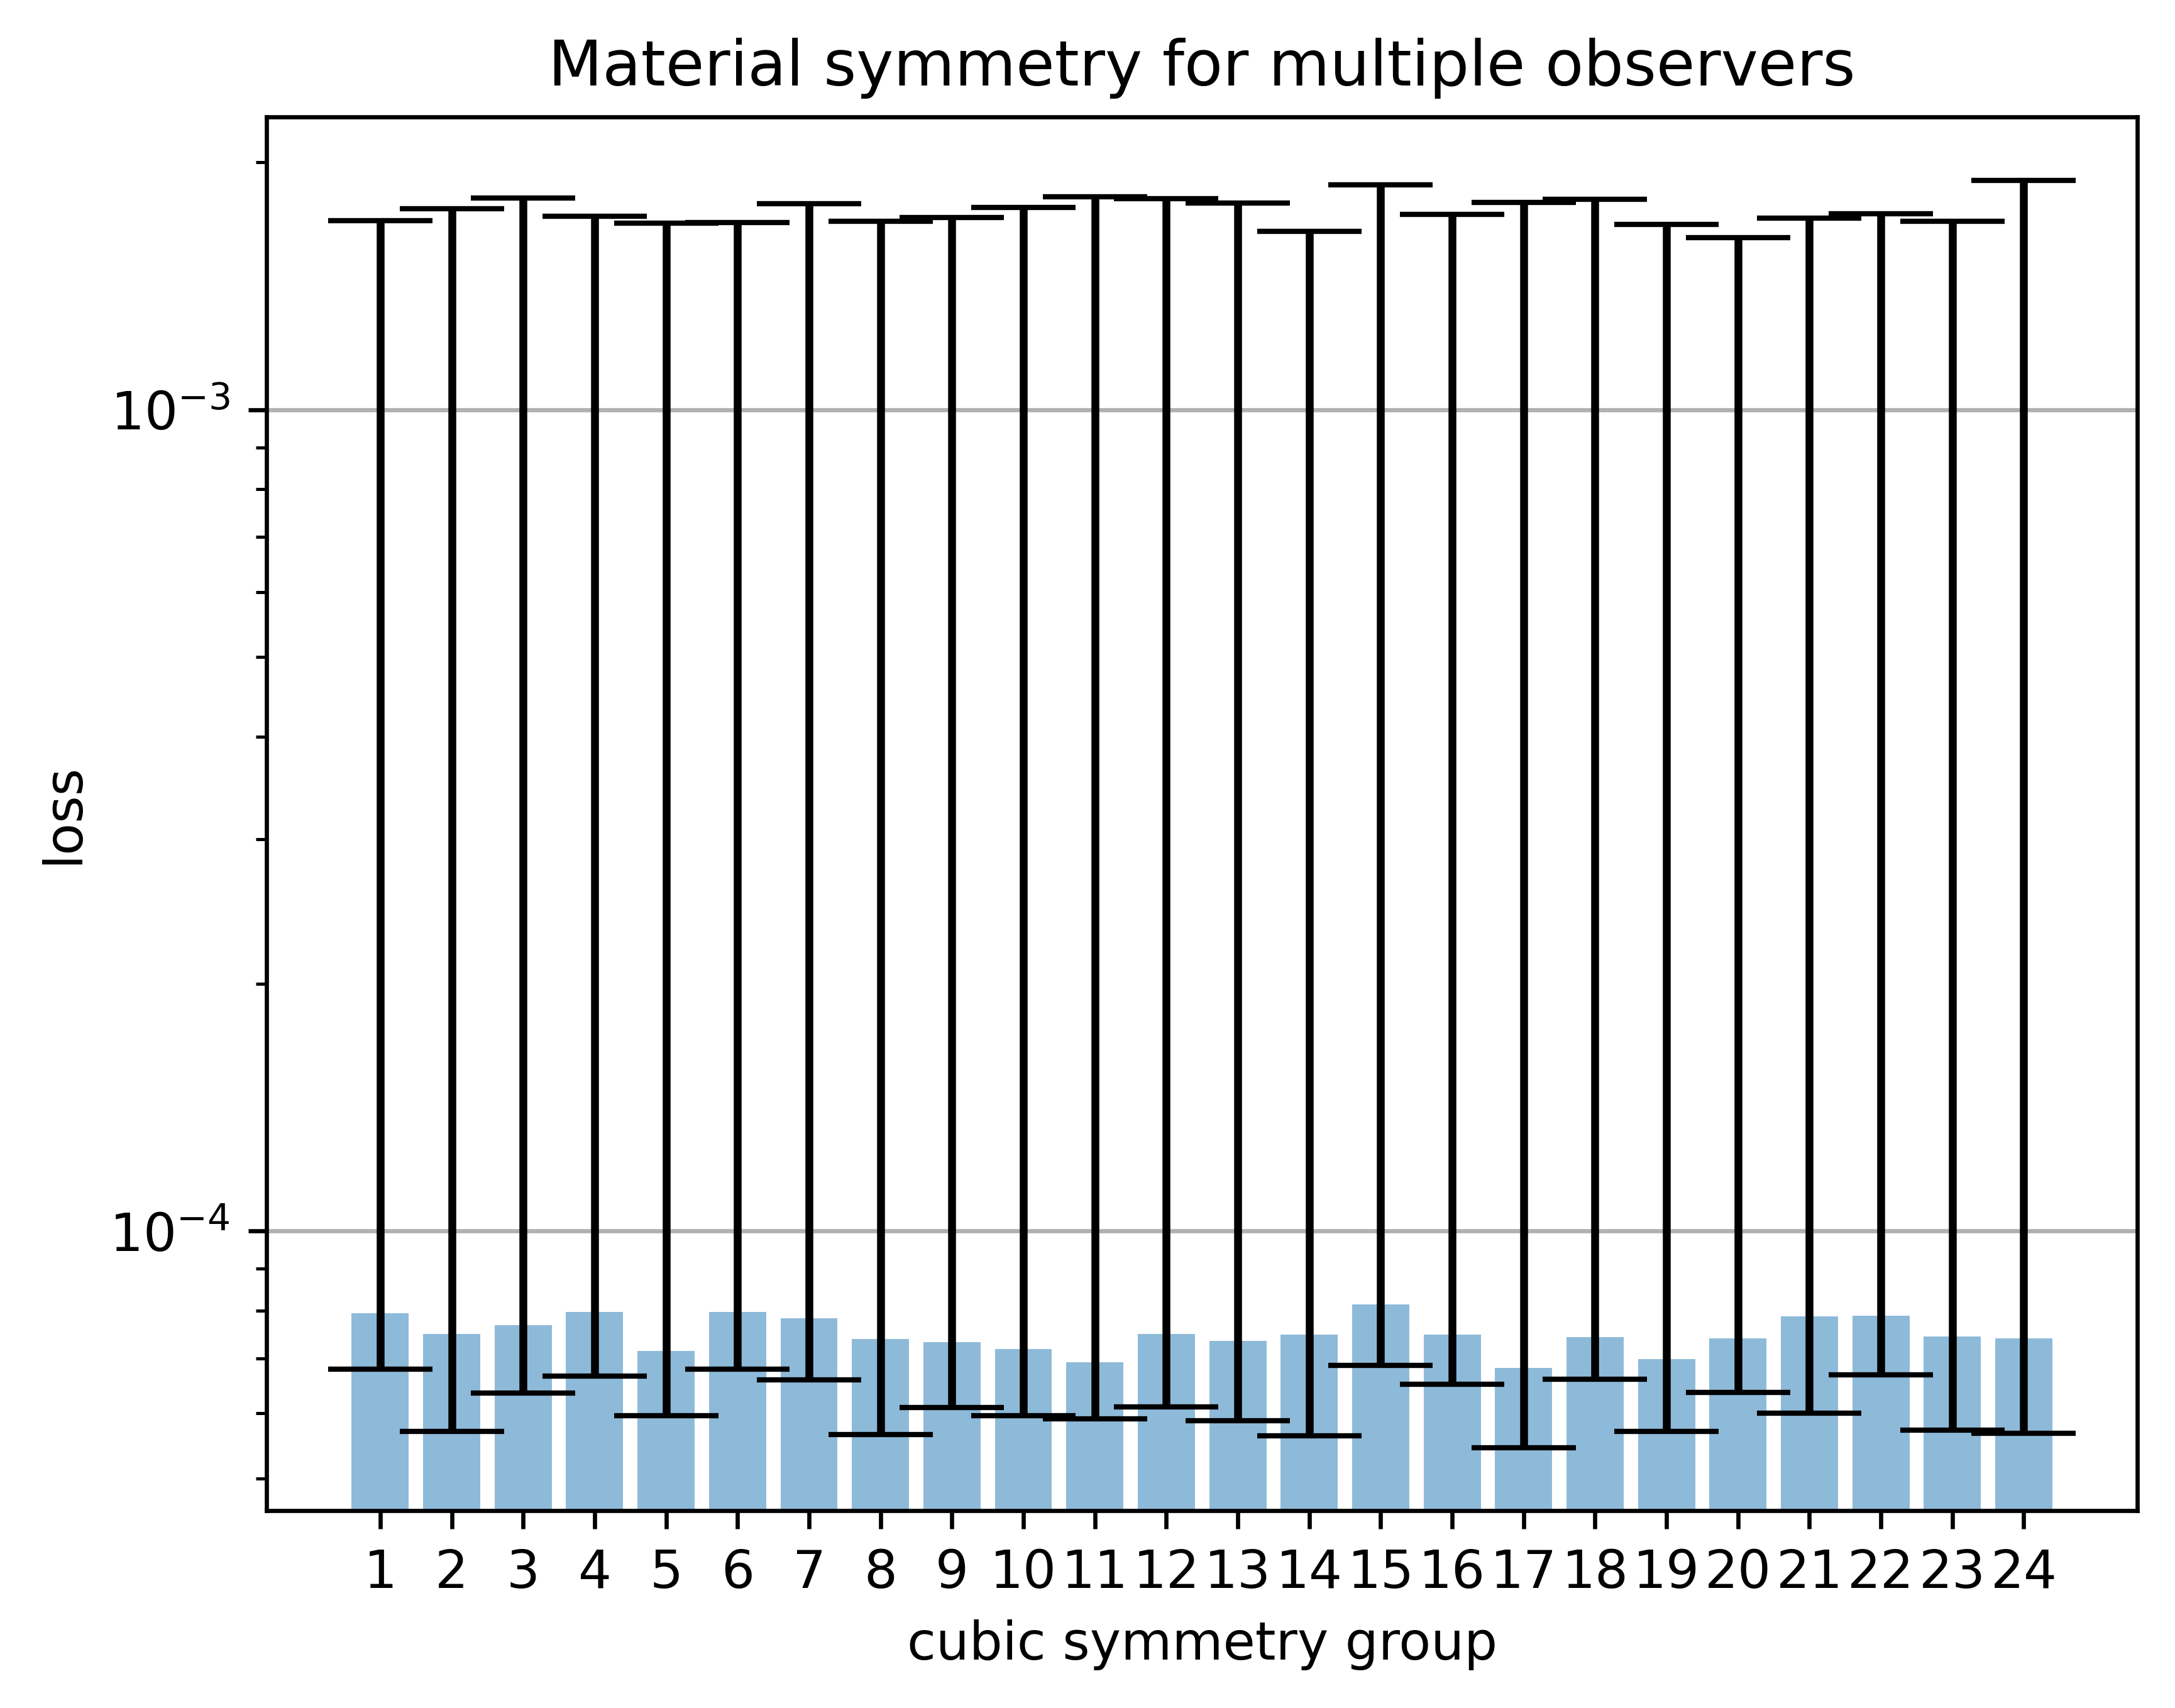 Material symmetry for multiple observers
10⁻³
10⁻⁴
loss
1 2 3 4 5 6 7 8 9 10 11 12 13 14 15 16 17 18 19 20 21 22 23 24
cubic symmetry group